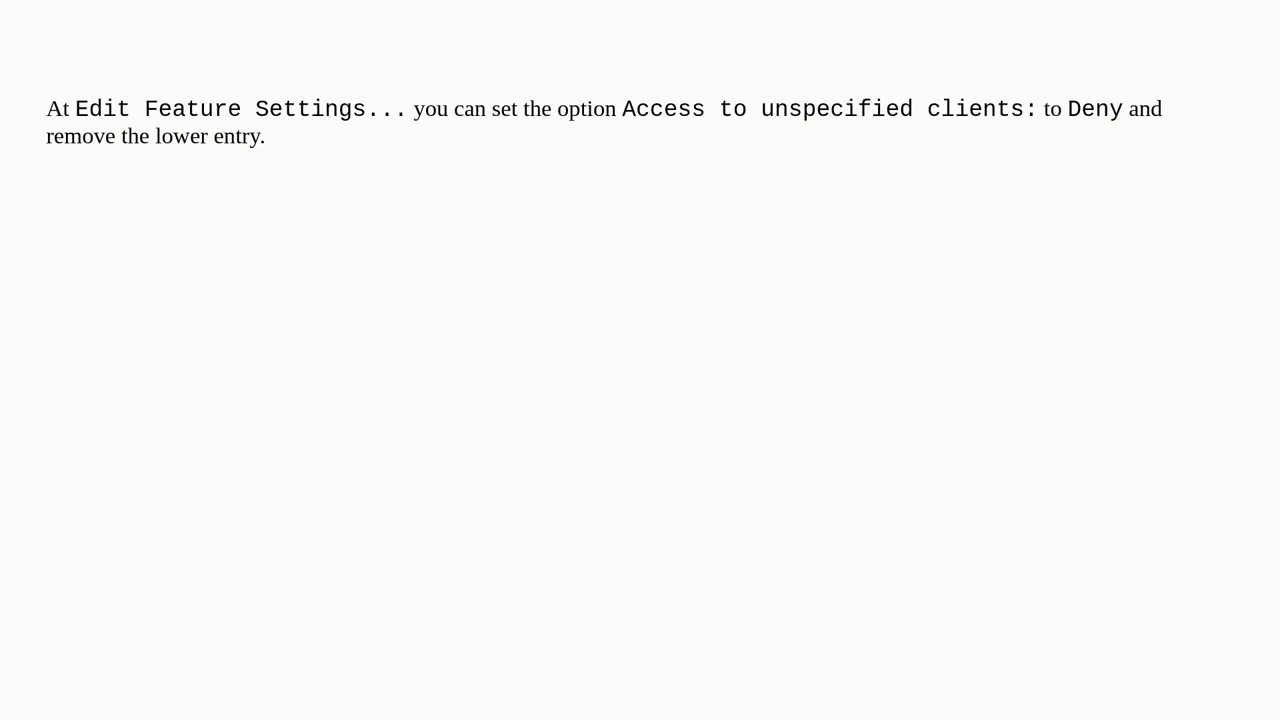 At Edit Feature Settings... you can set the option Access to unspecified clients: to Deny and
remove the lower entry.